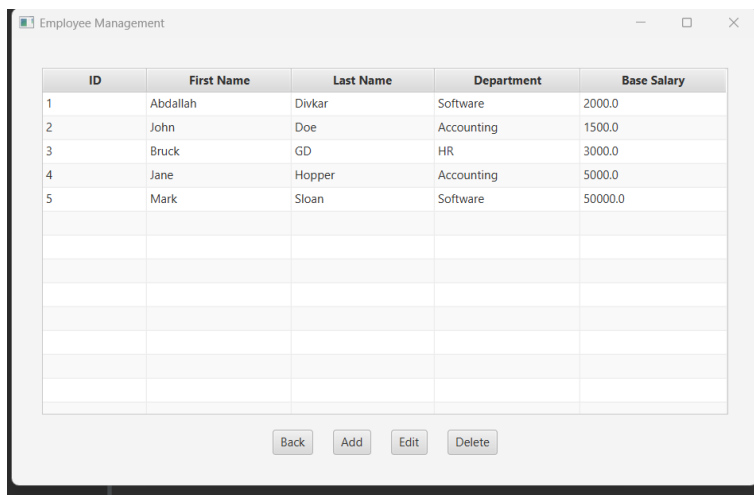 Employee Management
ID First Name Last Name Department Base Salary
1 Abdallah Divkar Software 2000.0
2 John Doe Accounting 1500.0
3 Bruck GD HR 3000.0
4 Jane Hopper Accounting 5000.0
5 Mark Sloan Software 50000.0
Back Add Edit Delete